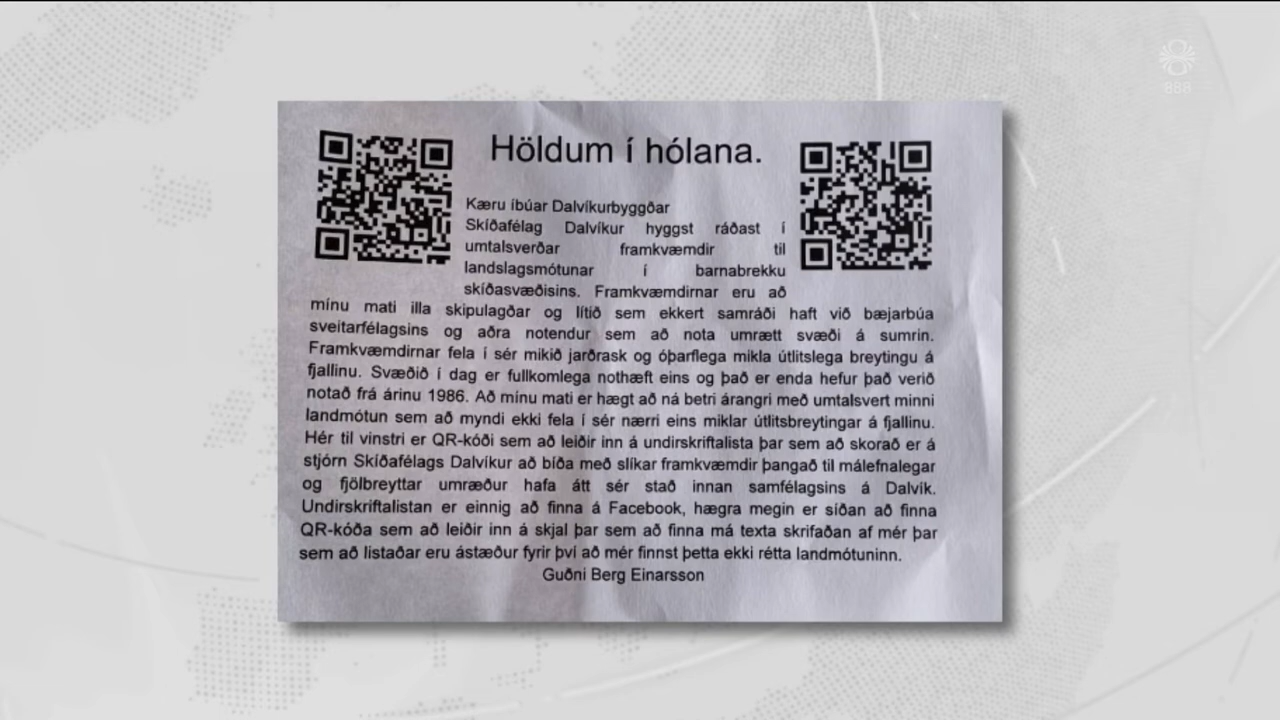 888
Höldum í hólana.
Kæru íbúar Dalvíkurbyggðar
Skíðafélag Dalvíkur hyggst ráðast í
umtalsverðar framkvæmdir til
landslagsmótunar í barnabrekku
skíðasvæðisins. Framkvæmdirnar eru að
mínu mati illa skipulagðar og lítið sem ekkert samráði haft við bæjarbúa
sveitarfélagsins og aðra notendur sem að nota umrætt svæði á sumrin.
Framkvæmdirnar fela í sér mikið jarðrask og óþarflega mikla útlitslega breytingu á
fjallinu. Svæðið í dag er fullkomlega nothæft eins og það er enda hefur það verið
notað frá árinu 1986. Að mínu mati er hægt að ná betri árangri með umtalsvert minni
landmótun sem að myndi ekki fela í sér nærri eins miklar útlitsbreytingar á fjallinu.
Hér til vinstri er QR-kóði sem að leiðir inn á undirskriftalista þar sem að skorað er á
stjórn Skíðafélags Dalvíkur að bíða með slíkar framkvæmdir þangað til málefnalegar
og fjölbreyttar umræður hafa átt sér stað innan samfélagsins á Dalvík.
Undirskriftalistan er einnig að finna á Facebook, hægra megin er síðan að finna
QR-kóða sem að leiðir inn á skjal þar sem að finna má texta skrifaðan af mér þar
sem að listaðar eru ástæður fyrir því að mér finnst þetta ekki rétta landmótuninn.
Guðni Berg Einarsson